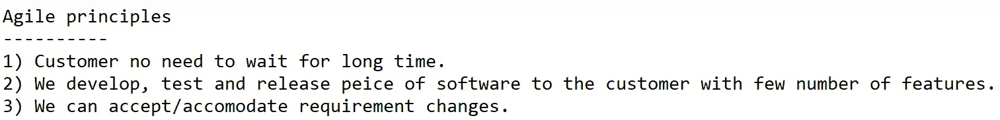 Agile principles
----------
1) Customer no need to wait for long time.
2) We develop, test and release peice of software to the customer with few number of features.
3) We can accept/accomodate requirement changes.